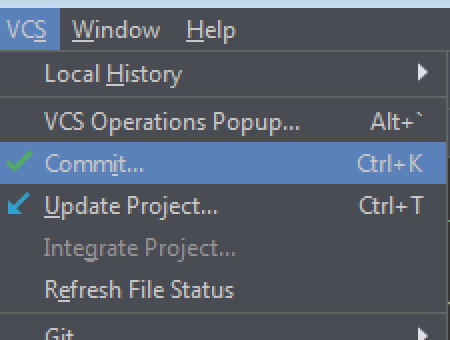 VCS Window Help
Local History
VCS Operations Popup... Alt+`
Commit... Ctrl+K
Update Project... Ctrl+T
Integrate Project...
Refresh File Status
Git